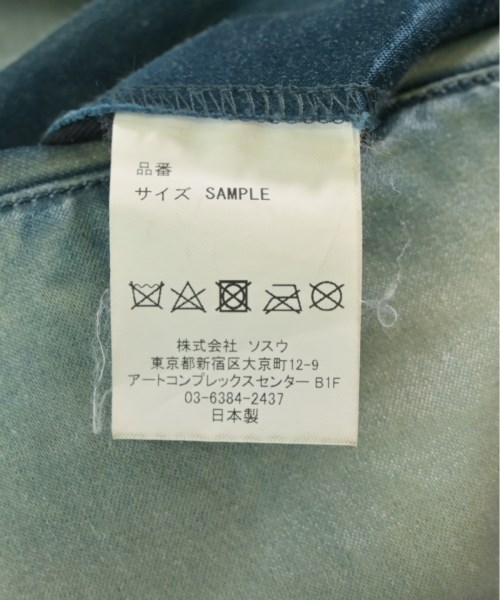 品番
サイズ SAMPLE
株式会社 ソスウ
東京都新宿区大京町12-9
アートコンプレックスセンター B1F
03-6384-2437
日本製